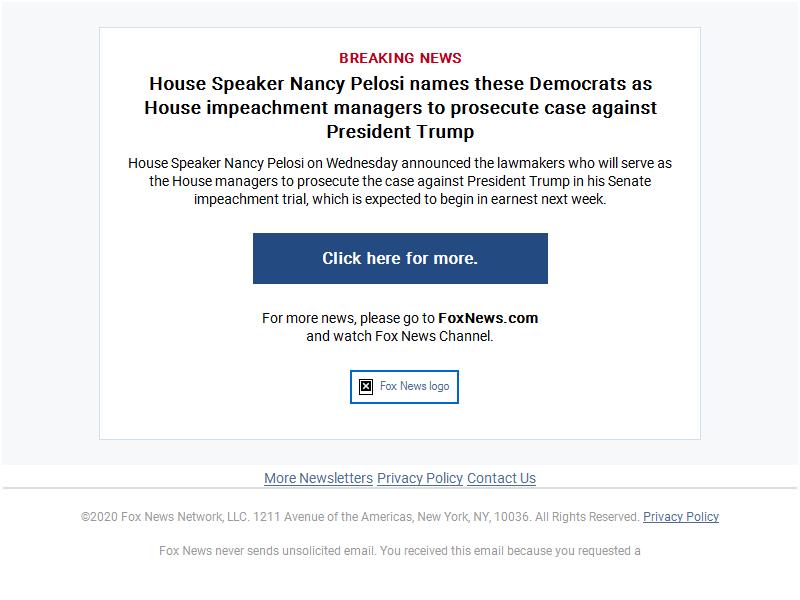 BREAKING NEWS
House Speaker Nancy Pelosi names these Democrats as
House impeachment managers to prosecute case against
President Trump
House Speaker Nancy Pelosi on Wednesday announced the lawmakers who will serve as
the House managers to prosecute the case against President Trump in his Senate
impeachment trial, which is expected to begin in earnest next week.
Click here for more.
For more news, please go to FoxNews.com
and watch Fox News Channel.
Fox News logo
More Newsletters Privacy Policy Contact Us
©2020 Fox News Network, LLC. 1211 Avenue of the Americas, New York, NY, 10036. All Rights Reserved. Privacy Policy
Fox News never sends unsolicited email. You received this email because you requested a